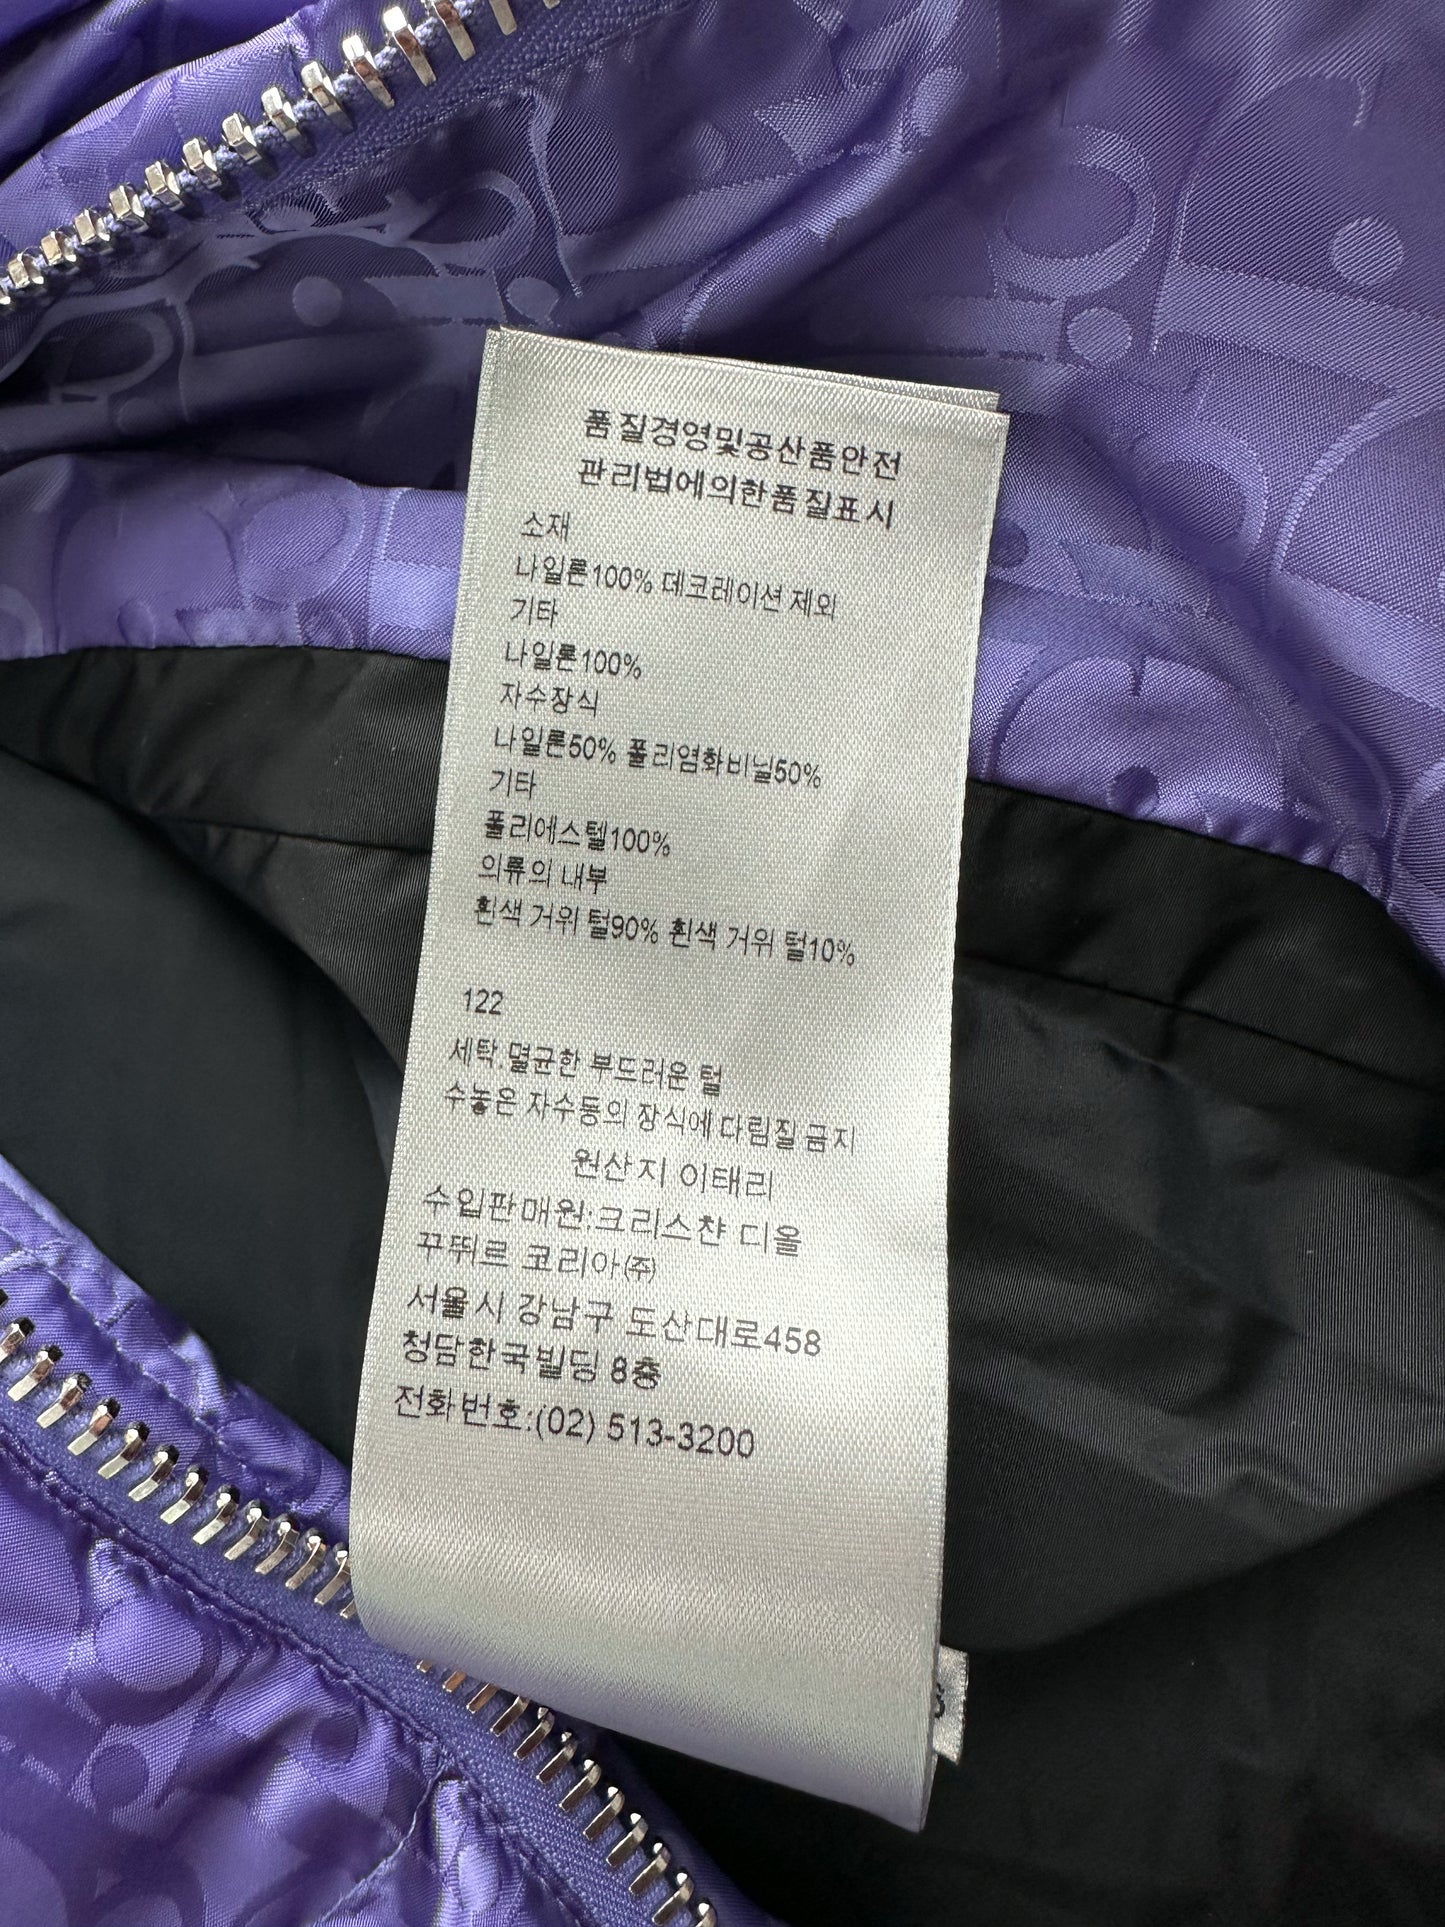 품질경영및공산품안전
관리법에의한품질표시
소재
나일론100% 데코레이션 제외
기타
나일론100%
자수장식
나일론50% 폴리염화비닐50%
기타
폴리에스텔100%
의류의 내부
흰색 거위 털90% 흰색 거위 털10%
122
세탁.멸균한 부드러운 털
수놓은 자수등의 장식에 다림질 금지
원산지 이태리
수입판매원:크리스챤 디올
꾸뛰르 코리아㈜
서울시 강남구 도산대로458
청담한국빌딩 8층
전화번호:(02) 513-3200